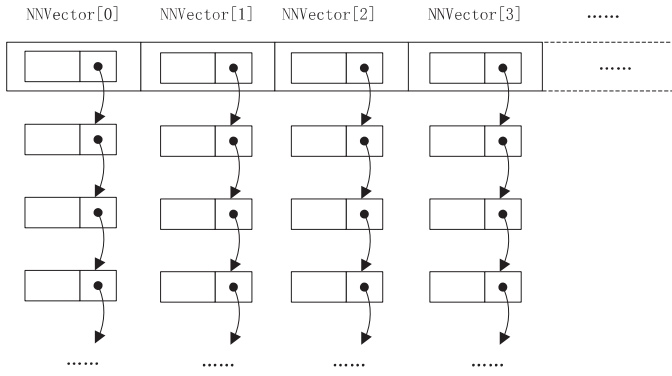 NNVector[0] NNVector[1] NNVector[2] NNVector[3] ……
……
…… …… …… ……